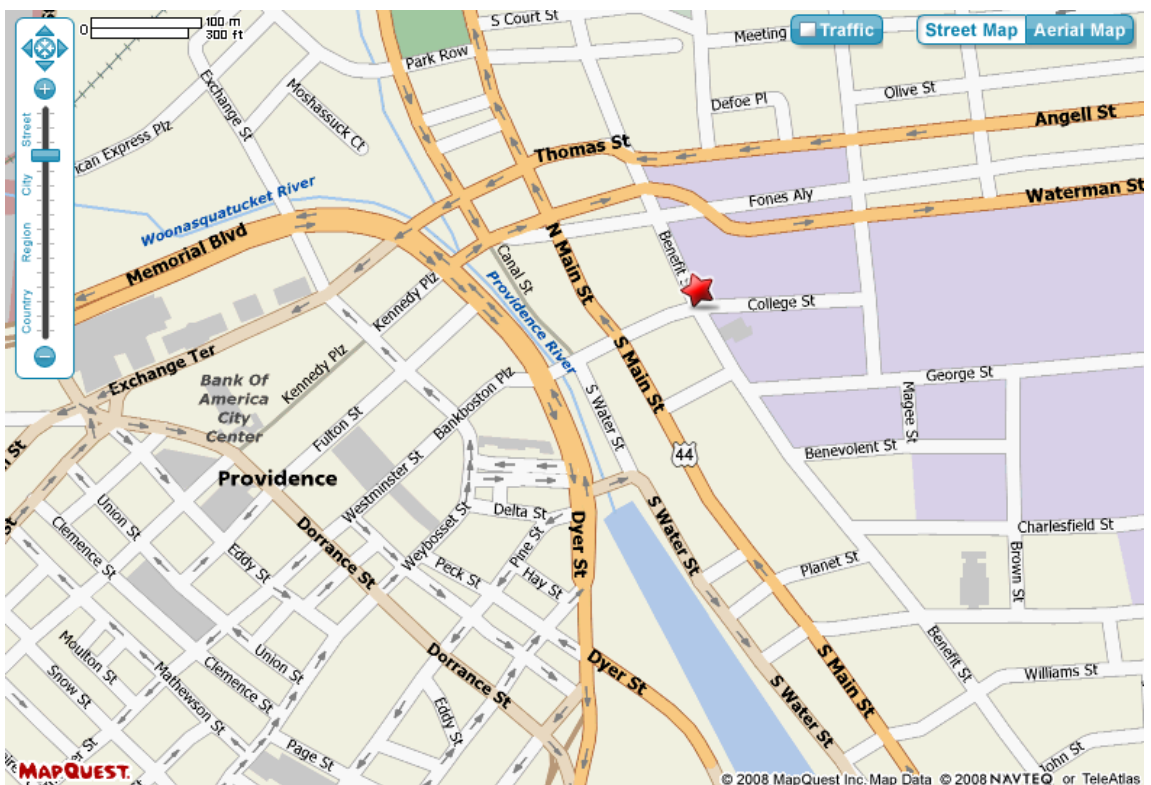 0
100 m
300 ft
S Court St
Traffic
Street Map
Aerial Map
Meeting
Park Row
Exchange St
Moshassuck Ct
Defoe Pl
Olive St
Angell St
Thomas St
ican Express Plz
Street
City
Region
Country
Woonasquatucket River
Memorial Blvd
Fones Aly
Waterman St
N Main St
Benefit
Canal St
Providence River
College St
Kennedy Plz
Kennedy Plz
Exchange Ter
Bank Of
America
City
Center
S Main St
George St
Bankboston Plz
S Water St
Magee St
Fulton St
44
Benevolent St
Providence
Westminster St
Weybosset St
Delta St
Dyer St
Pine St
S Water St
Charlesfield St
Union St
Clemence St
Eddy St
Dorrance St
Peck St
Hay St
Planet St
Brown St
Moulton St
Snow St
Mathewson St
Clemence St
Union St
Dorrance St
Dyer St
Benefit St
S Main St
S Water St
Williams St
Eddy St
Page St
John St
MAPQUEST.
© 2008 MapQuest Inc. Map Data © 2008 NAVTEQ or TeleAtlas